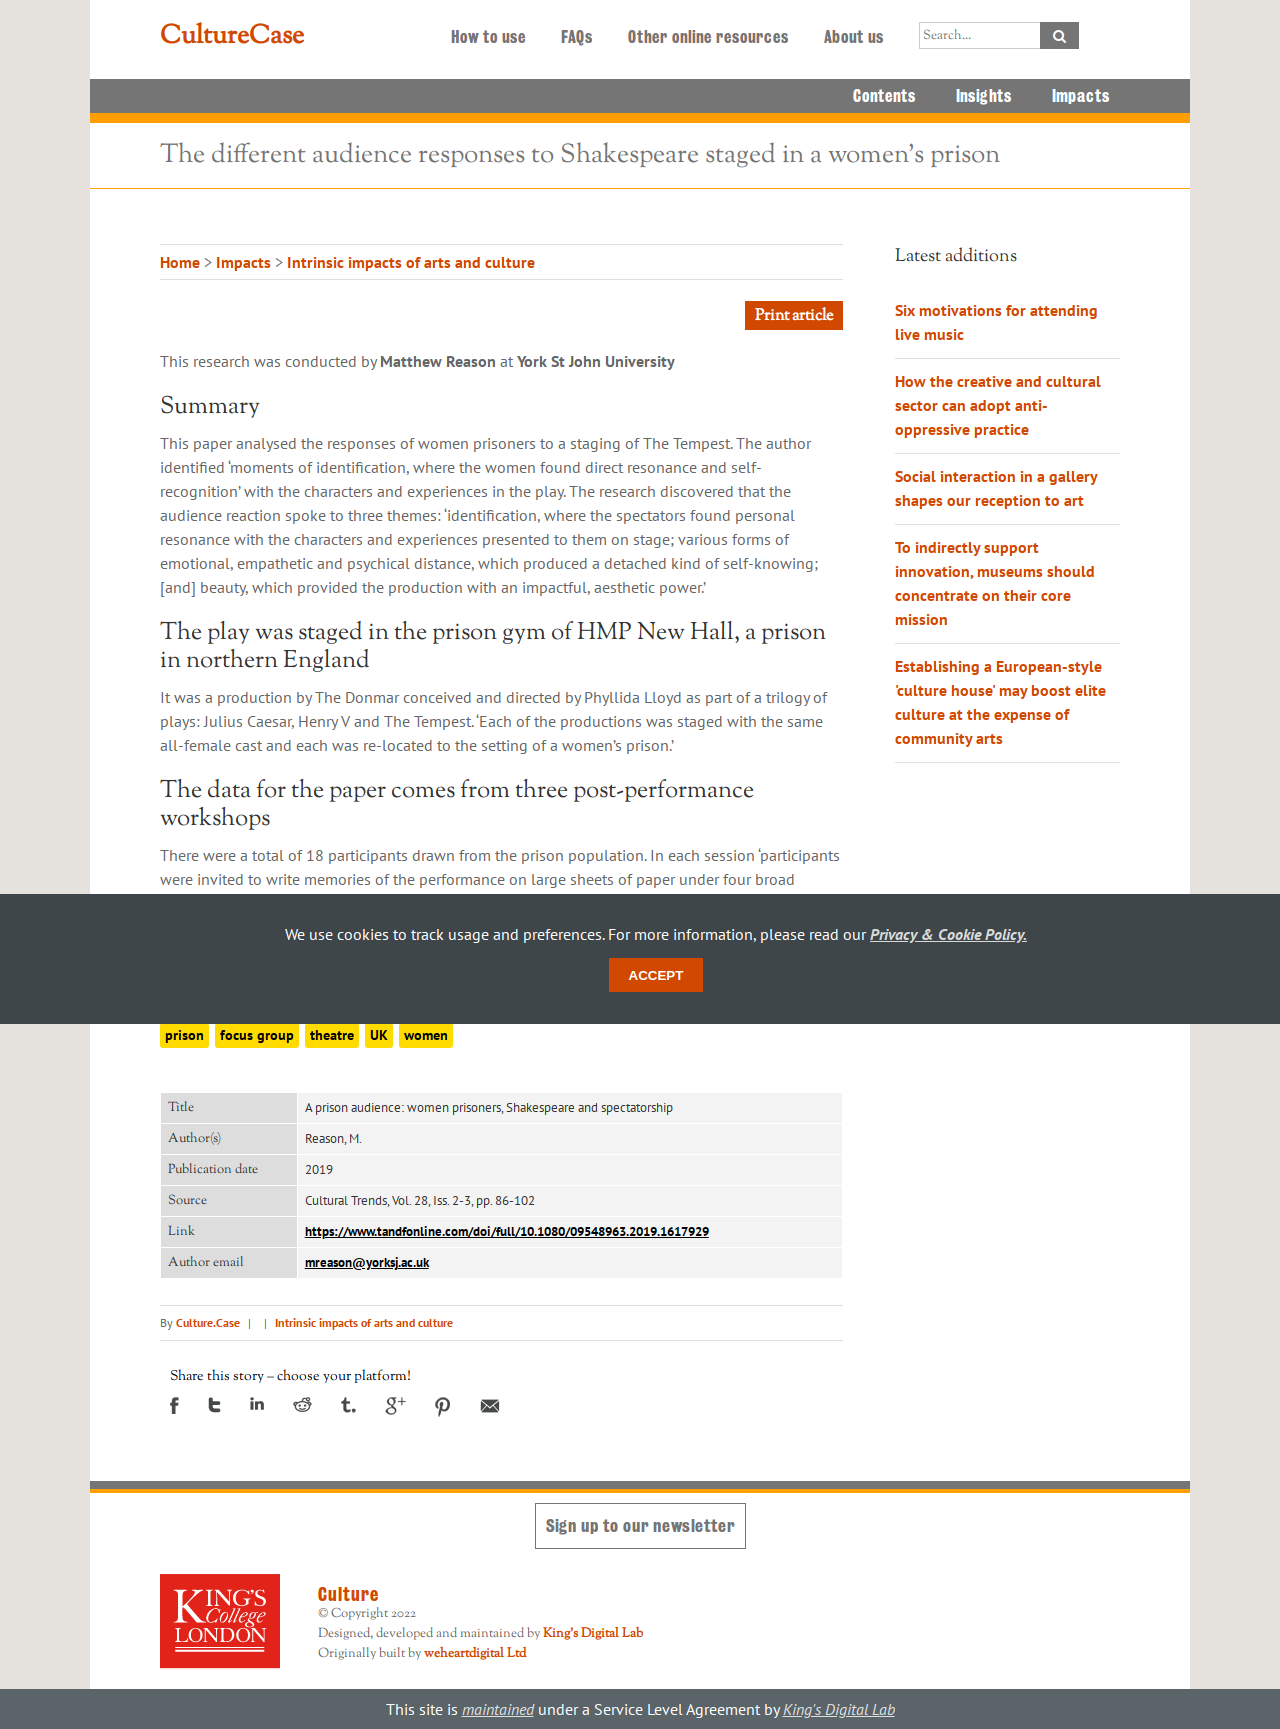 CultureCase
How to use FAQs Other online resources About us Search...
Contents Insights Impacts
The different audience responses to Shakespeare staged in a women’s prison
Home > Impacts > Intrinsic impacts of arts and culture
Print article
This research was conducted by Matthew Reason at York St John University
Summary
This paper analysed the responses of women prisoners to a staging of The Tempest. The author
identified ‘moments of identification, where the women found direct resonance and self-
recognition’ with the characters and experiences in the play. The research discovered that the
audience reaction spoke to three themes: ‘identification, where the spectators found personal
resonance with the characters and experiences presented to them on stage; various forms of
emotional, empathetic and psychical distance, which produced a detached kind of self-knowing;
[and] beauty, which provided the production with an impactful, aesthetic power.’
The play was staged in the prison gym of HMP New Hall, a prison
in northern England
It was a production by The Donmar conceived and directed by Phyllida Lloyd as part of a trilogy of
plays: Julius Caesar, Henry V and The Tempest. ‘Each of the productions was staged with the same
all-female cast and each was re-located to the setting of a women’s prison.’
The data for the paper comes from three post-performance
workshops
There were a total of 18 participants drawn from the prison population. In each session ‘participants
were invited to write memories of the performance on large sheets of paper under four broad
Latest additions
Six motivations for attending
live music
How the creative and cultural
sector can adopt anti-
oppressive practice
Social interaction in a gallery
shapes our reception to art
To indirectly support
innovation, museums should
concentrate on their core
mission
Establishing a European-style
'culture house' may boost elite
culture at the expense of
community arts
We use cookies to track usage and preferences. For more information, please read our Privacy & Cookie Policy.
ACCEPT
prison focus group theatre UK women
Title A prison audience: women prisoners, Shakespeare and spectatorship
Author(s) Reason, M.
Publication date 2019
Source Cultural Trends, Vol. 28, Iss. 2-3, pp. 86-102
Link https://www.tandfonline.com/doi/full/10.1080/09548963.2019.1617929
Author email mreason@yorksj.ac.uk
By Culture.Case | | Intrinsic impacts of arts and culture
Share this story – choose your platform!
Sign up to our newsletter
KING'S
College
LONDON
Culture
© Copyright 2022
Designed, developed and maintained by King's Digital Lab
Originally built by weheartdigital Ltd
This site is maintained under a Service Level Agreement by King's Digital Lab